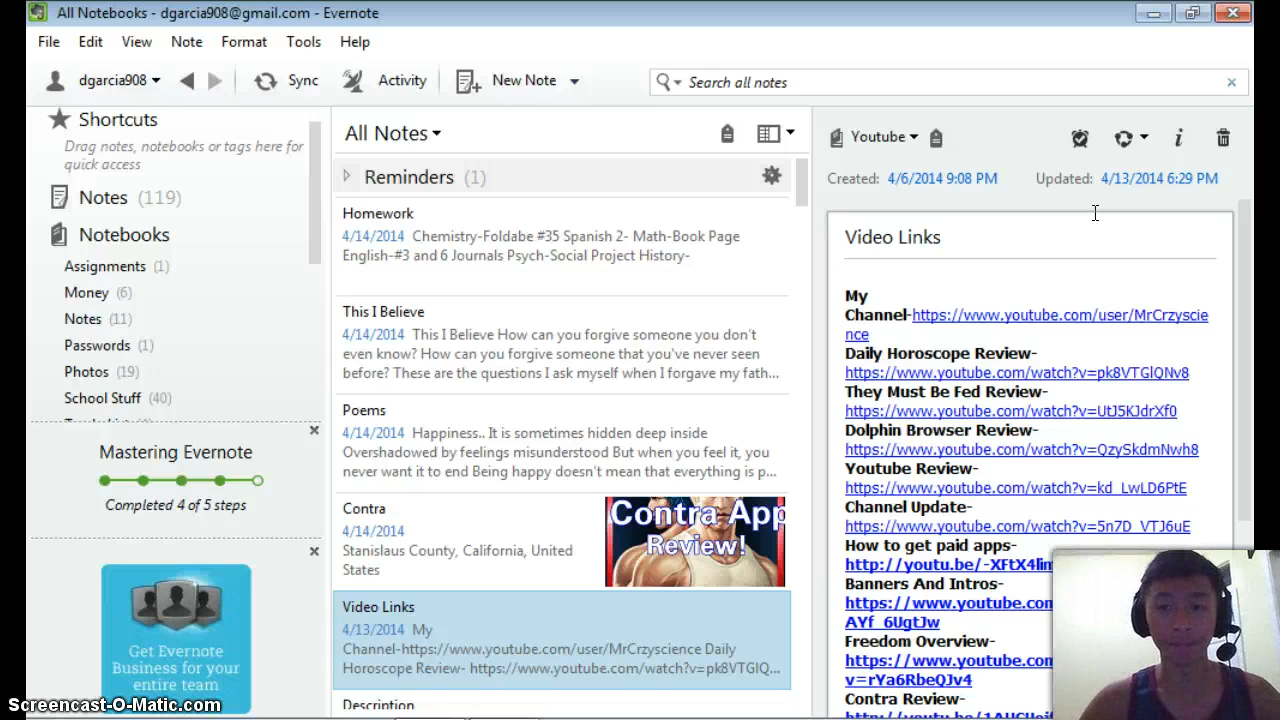 All Notebooks - dgarcia908@gmail.com - Evernote
File Edit View Note Format Tools Help
dgarcia908 Sync Activity New Note Search all notes
Shortcuts
Drag notes, notebooks or tags here for
quick access
Notes (119)
Notebooks
Assignments (1)
Money (6)
Notes (11)
Passwords (1)
Photos (19)
School Stuff (40)
Mastering Evernote
Completed 4 of 5 steps
Get Evernote
Business for your
entire team
All Notes
Reminders (1)
Homework
4/14/2014 Chemistry-Foldabe #35 Spanish 2- Math-Book Page
English-#3 and 6 Journals Psych-Social Project History-
This I Believe
4/14/2014 This I Believe How can you forgive someone you don't
even know? How can you forgive someone that you've never seen
before? These are the questions I ask myself when I forgave my fath...
Poems
4/14/2014 Happiness.. It is sometimes hidden deep inside
Overshadowed by feelings misunderstood But when you feel it, you
never want it to end Being happy doesn't mean that everything is p...
Contra
4/14/2014
Stanislaus County, California, United
States
Contra App
Review!
Video Links
4/13/2014 My
Channel-https://www.youtube.com/user/MrCrzyscience Daily
Horoscope Review- https://www.youtube.com/watch?v=pk8VTGlQ...
Description
Youtube
Created: 4/6/2014 9:08 PM Updated: 4/13/2014 6:29 PM
Video Links
My
Channel-https://www.youtube.com/user/MrCrzyscie
nce
Daily Horoscope Review-
https://www.youtube.com/watch?v=pk8VTGlQNv8
They Must Be Fed Review-
https://www.youtube.com/watch?v=UtJ5KJdrXf0
Dolphin Browser Review-
https://www.youtube.com/watch?v=QzySkdmNwh8
Youtube Review-
https://www.youtube.com/watch?v=kd_LwLD6PtE
Channel Update-
https://www.youtube.com/watch?v=5n7D_VTJ6uE
How to get paid apps-
http://youtu.be/-XFtX4lim
Banners And Intros-
https://www.youtube.com
AYf_6UgtJw
Freedom Overview-
https://www.youtube.com
v=rYa6RbeQJv4
Contra Review-
Screencast-O-Matic.com